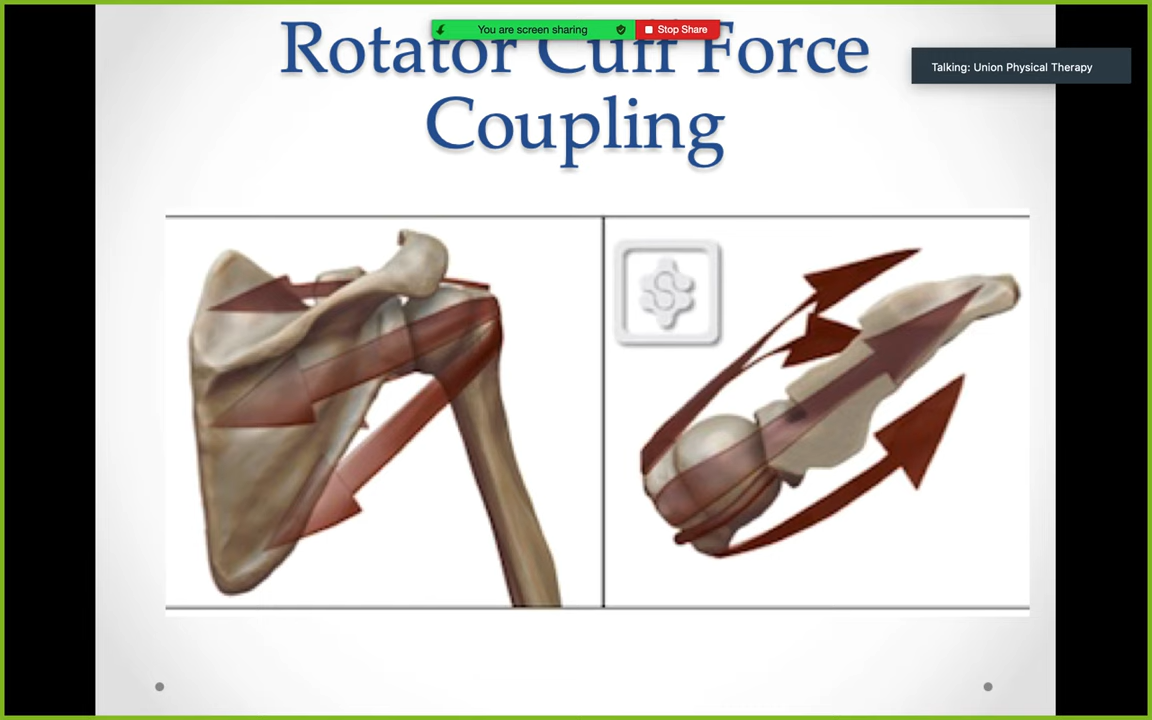 You are screen sharing
Stop Share
Rotator Cuff Force
Talking: Union Physical Therapy
Coupling
S